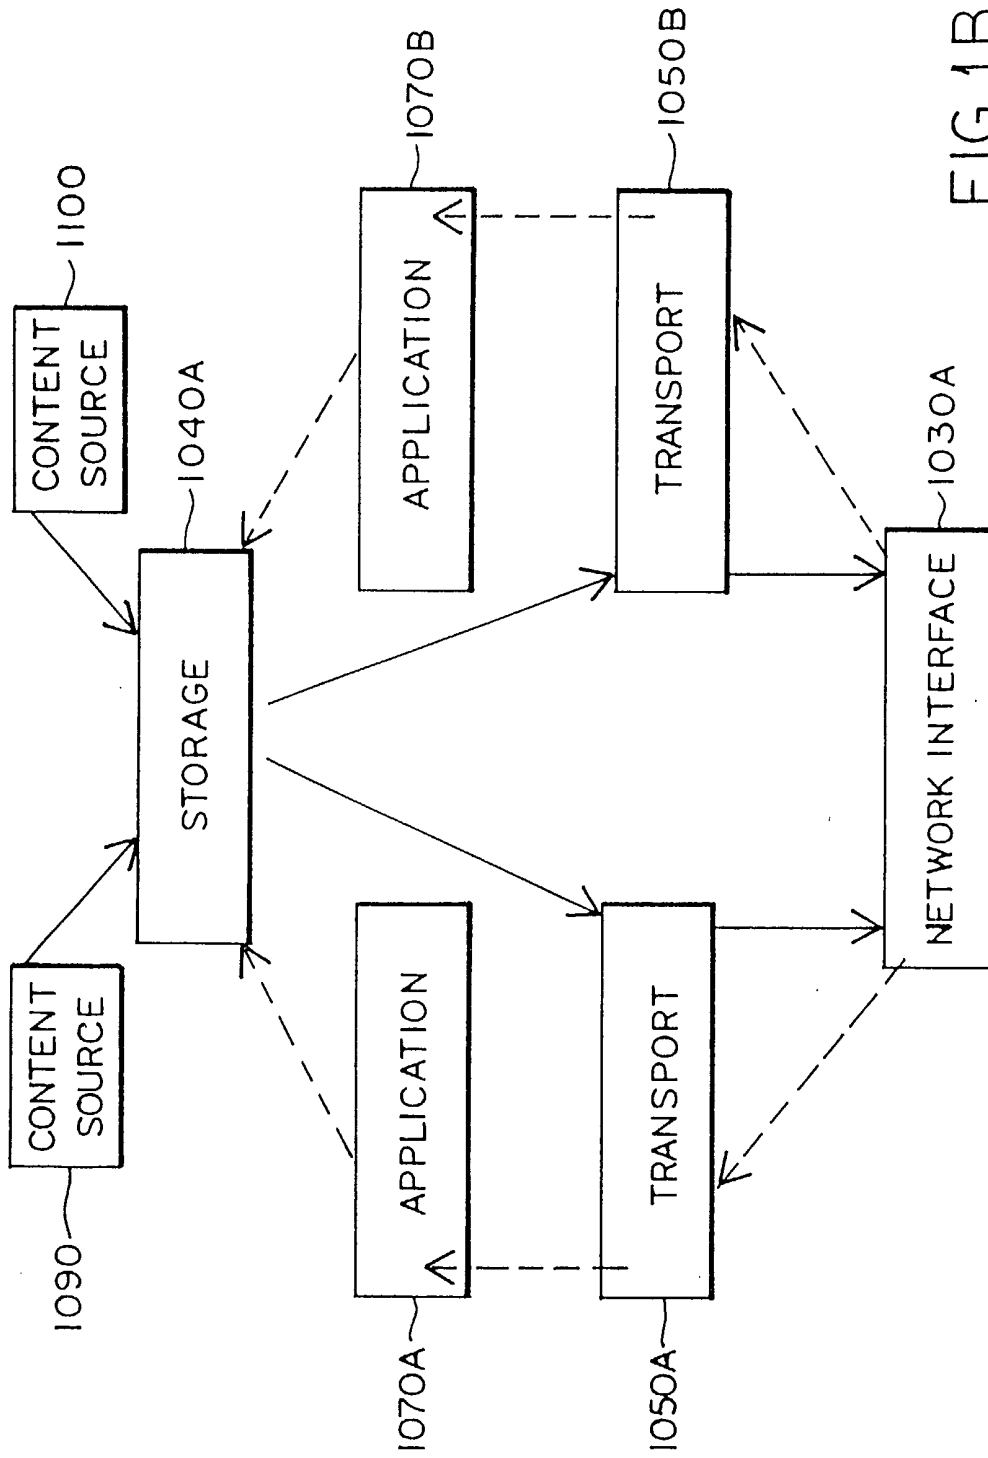 1090
CONTENT
SOURCE
CONTENT
SOURCE
1100
STORAGE
1040A
1070A
APPLICATION
APPLICATION
1070B
1050A
TRANSPORT
TRANSPORT
1050B
NETWORK INTERFACE
1030A
FIG 1B